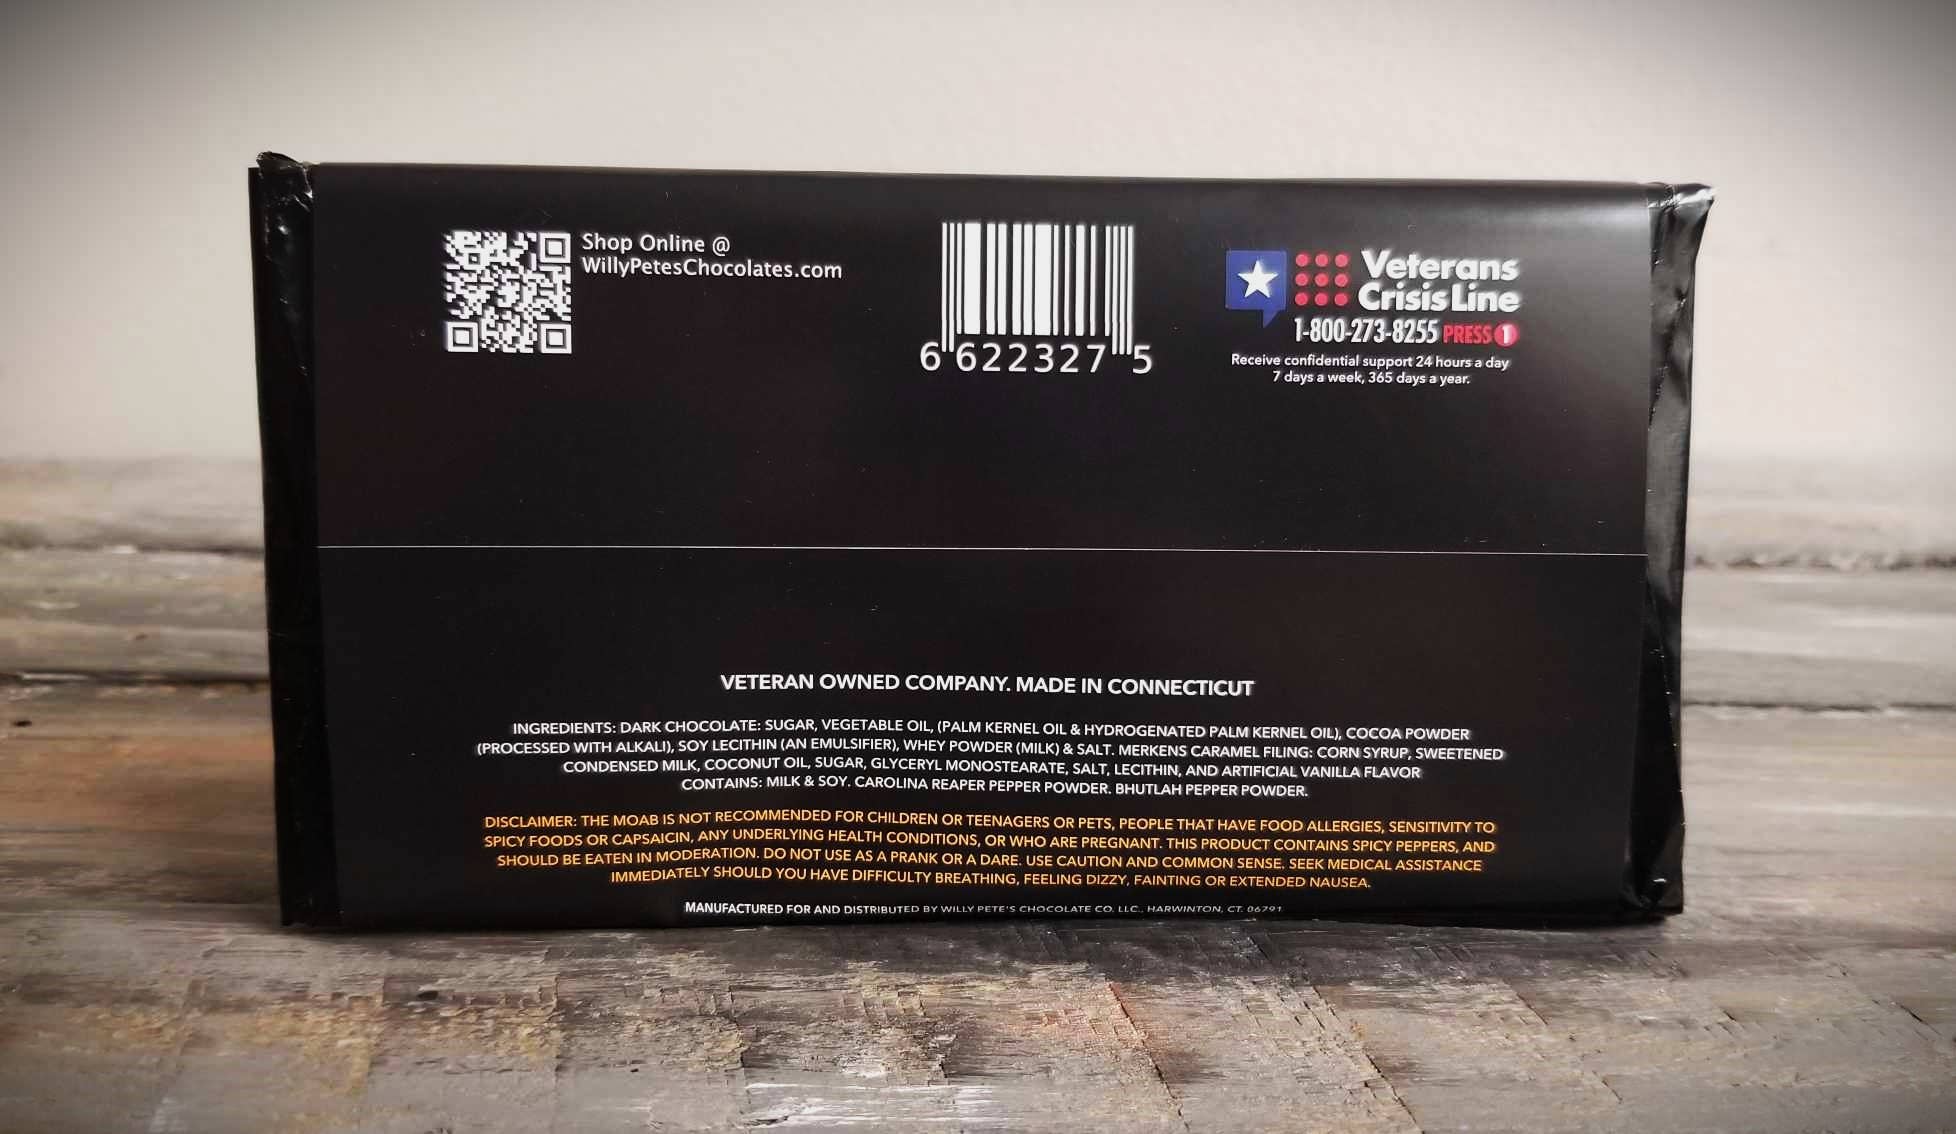 Shop Online @
WillyPetesChocolates.com
6 622327 5
Veterans
Crisis Line
1-800-273-8255 PRESS 1
Receive confidential support 24 hours a day
7 days a week, 365 days a year.
VETERAN OWNED COMPANY. MADE IN CONNECTICUT
INGREDIENTS: DARK CHOCOLATE: SUGAR, VEGETABLE OIL, (PALM KERNEL OIL & HYDROGENATED PALM KERNEL OIL), COCOA POWDER
(PROCESSED WITH ALKALI), SOY LECITHIN (AN EMULSIFIER), WHEY POWDER (MILK) & SALT. MERKENS CARAMEL FILING: CORN SYRUP, SWEETENED
CONDENSED MILK, COCONUT OIL, SUGAR, GLYCERYL MONOSTEARATE, SALT, LECITHIN, AND ARTIFICIAL VANILLA FLAVOR
CONTAINS: MILK & SOY. CAROLINA REAPER PEPPER POWDER. BHUTLAH PEPPER POWDER.
DISCLAIMER: THE MOAB IS NOT RECOMMENDED FOR CHILDREN OR TEENAGERS OR PETS, PEOPLE THAT HAVE FOOD ALLERGIES, SENSITIVITY TO
SPICY FOODS OR CAPSAICIN, ANY UNDERLYING HEALTH CONDITIONS, OR WHO ARE PREGNANT. THIS PRODUCT CONTAINS SPICY PEPPERS, AND
SHOULD BE EATEN IN MODERATION. DO NOT USE AS A PRANK OR A DARE. USE CAUTION AND COMMON SENSE. SEEK MEDICAL ASSISTANCE
IMMEDIATELY SHOULD YOU HAVE DIFFICULTY BREATHING, FEELING DIZZY, FAINTING OR EXTENDED NAUSEA.
MANUFACTURED FOR AND DISTRIBUTED BY WILLY PETE'S CHOCOLATE CO. LLC., HARWINTON, CT. 06791